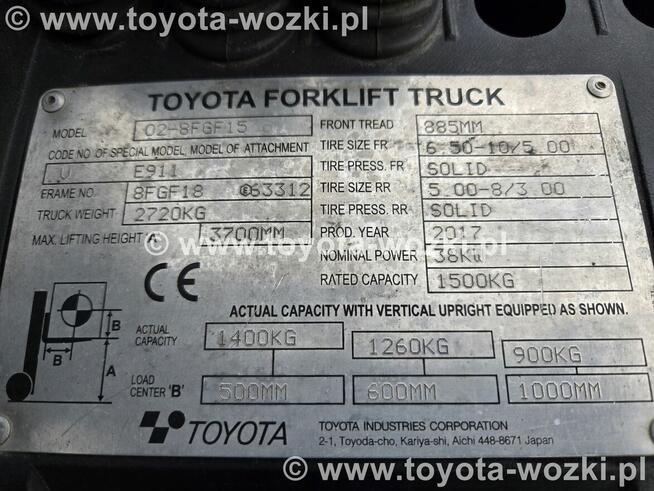 © www.toyota-wozki.pl
TOYOTA FORKLIFT TRUCK
MODEL 02-8FGF15 FRONT TREAD 885MM
CODE NO OF SPECIAL MODEL, MODEL OF ATTACHMENT TIRE SIZE FR 6.50-10/5.00
V E911 TIRE PRESS. FR SOLID
FRAME NO 8FGF18 E63312 TIRE SIZE RR 5.00-8/3.00
TRUCK WEIGHT 2720KG TIRE PRESS. RR SOLID
MAX. LIFTING HEIGHT 'A' 3700MM PROD. YEAR 2017
© www.toyota-wozki.pl
NOMINAL POWER 38Kw
CE RATED CAPACITY 1500KG
ACTUAL CAPACITY WITH VERTICAL UPRIGHT EQUIPPED AS SHOWN.
B
B
A
ACTUAL CAPACITY 1400KG 1260KG 900KG
LOAD CENTER 'B' 500MM 600MM 1000MM
TOYOTA
TOYOTA INDUSTRIES CORPORATION
2-1, Toyoda-cho, Kariya-shi, Aichi 448-8671 Japan
© www.toyota-wozki.pl